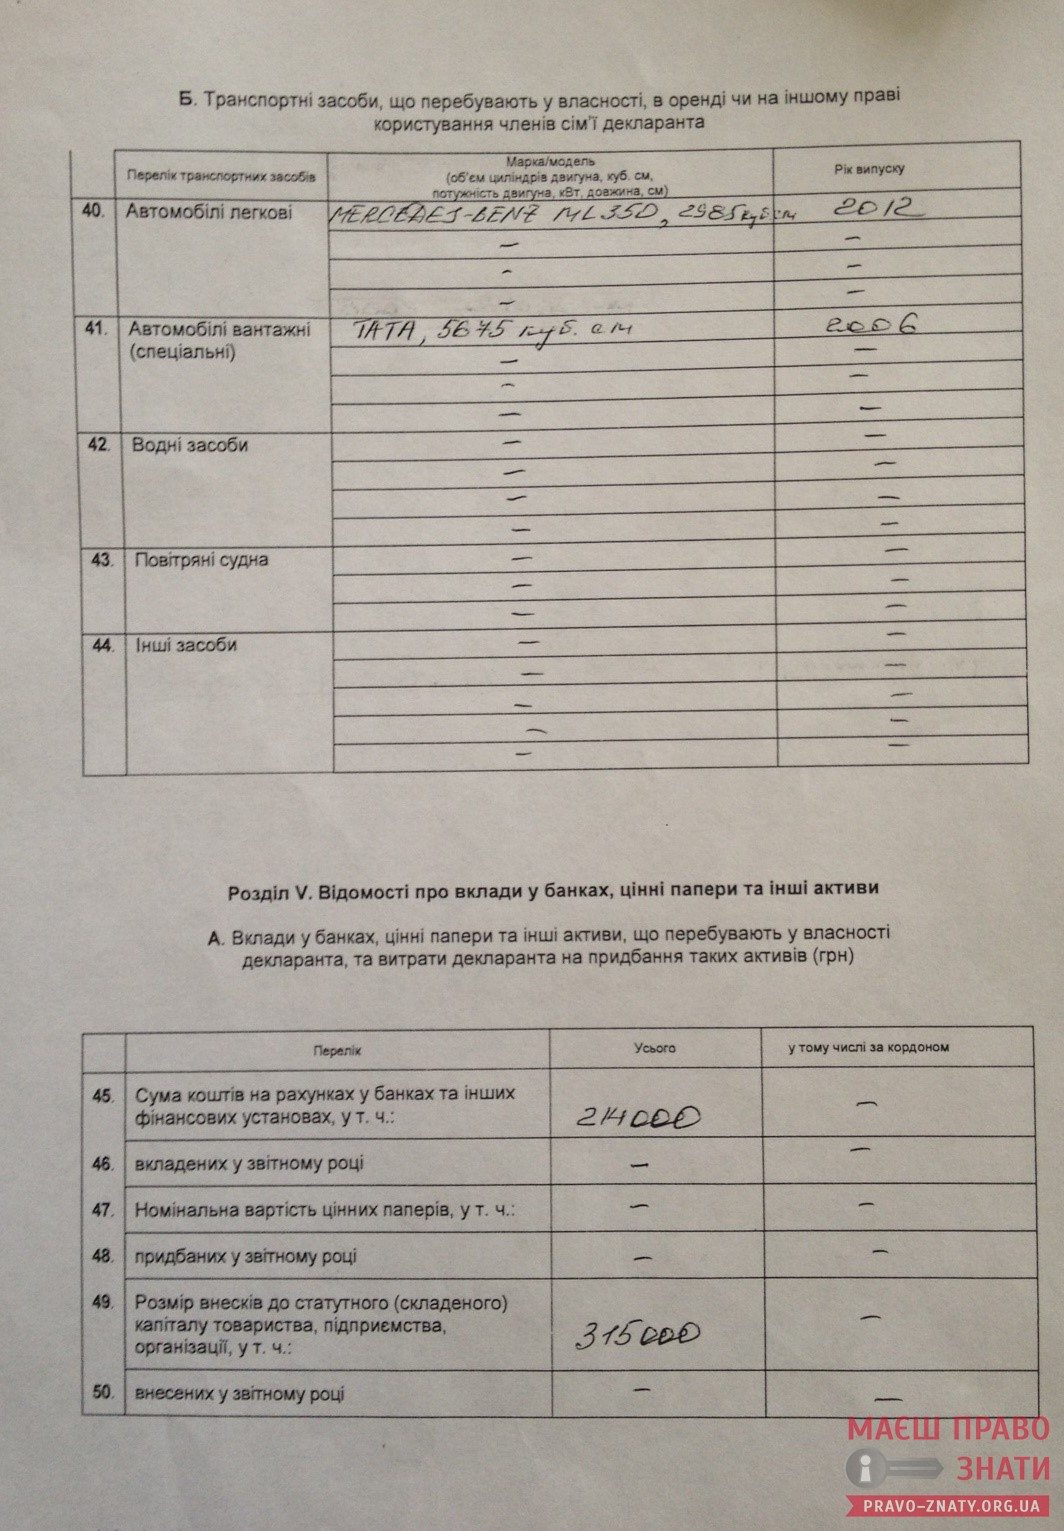 Б. Транспортні засоби, що перебувають у власності, в оренді чи на іншому праві
користування членів сім'ї декларанта
Перелік транспортних засобів
Марка/модель
(об'єм циліндрів двигуна, куб. см,
потужність двигуна, кВт, довжина, см)
Рік випуску
40. Автомобілі легкові MERCEDES-BENZ ML 350, 2985 куб см 2012
– –
– –
– –
41. Автомобілі вантажні TATA, 5675 куб. см 2006
(спеціальні) – –
– –
– –
42. Водні засоби – –
– –
– –
– –
43. Повітряні судна – –
– –
– –
44. Інші засоби – –
– –
– –
– –
– –
Розділ V. Відомості про вклади у банках, цінні папери та інші активи
А. Вклади у банках, цінні папери та інші активи, що перебувають у власності
декларанта, та витрати декларанта на придбання таких активів (грн)
Перелік Усього у тому числі за кордоном
45. Сума коштів на рахунках у банках та інших
фінансових установах, у т. ч.: 214000 –
46. вкладених у звітному році – –
47. Номінальна вартість цінних паперів, у т. ч.: – –
48. придбаних у звітному році – –
49. Розмір внесків до статутного (складеного)
капіталу товариства, підприємства,
організації, у т. ч.: 315000 –
50. внесених у звітному році – –
МАЄШ ПРАВО
ЗНАТИ
PRAVO-ZNATY.ORG.UA